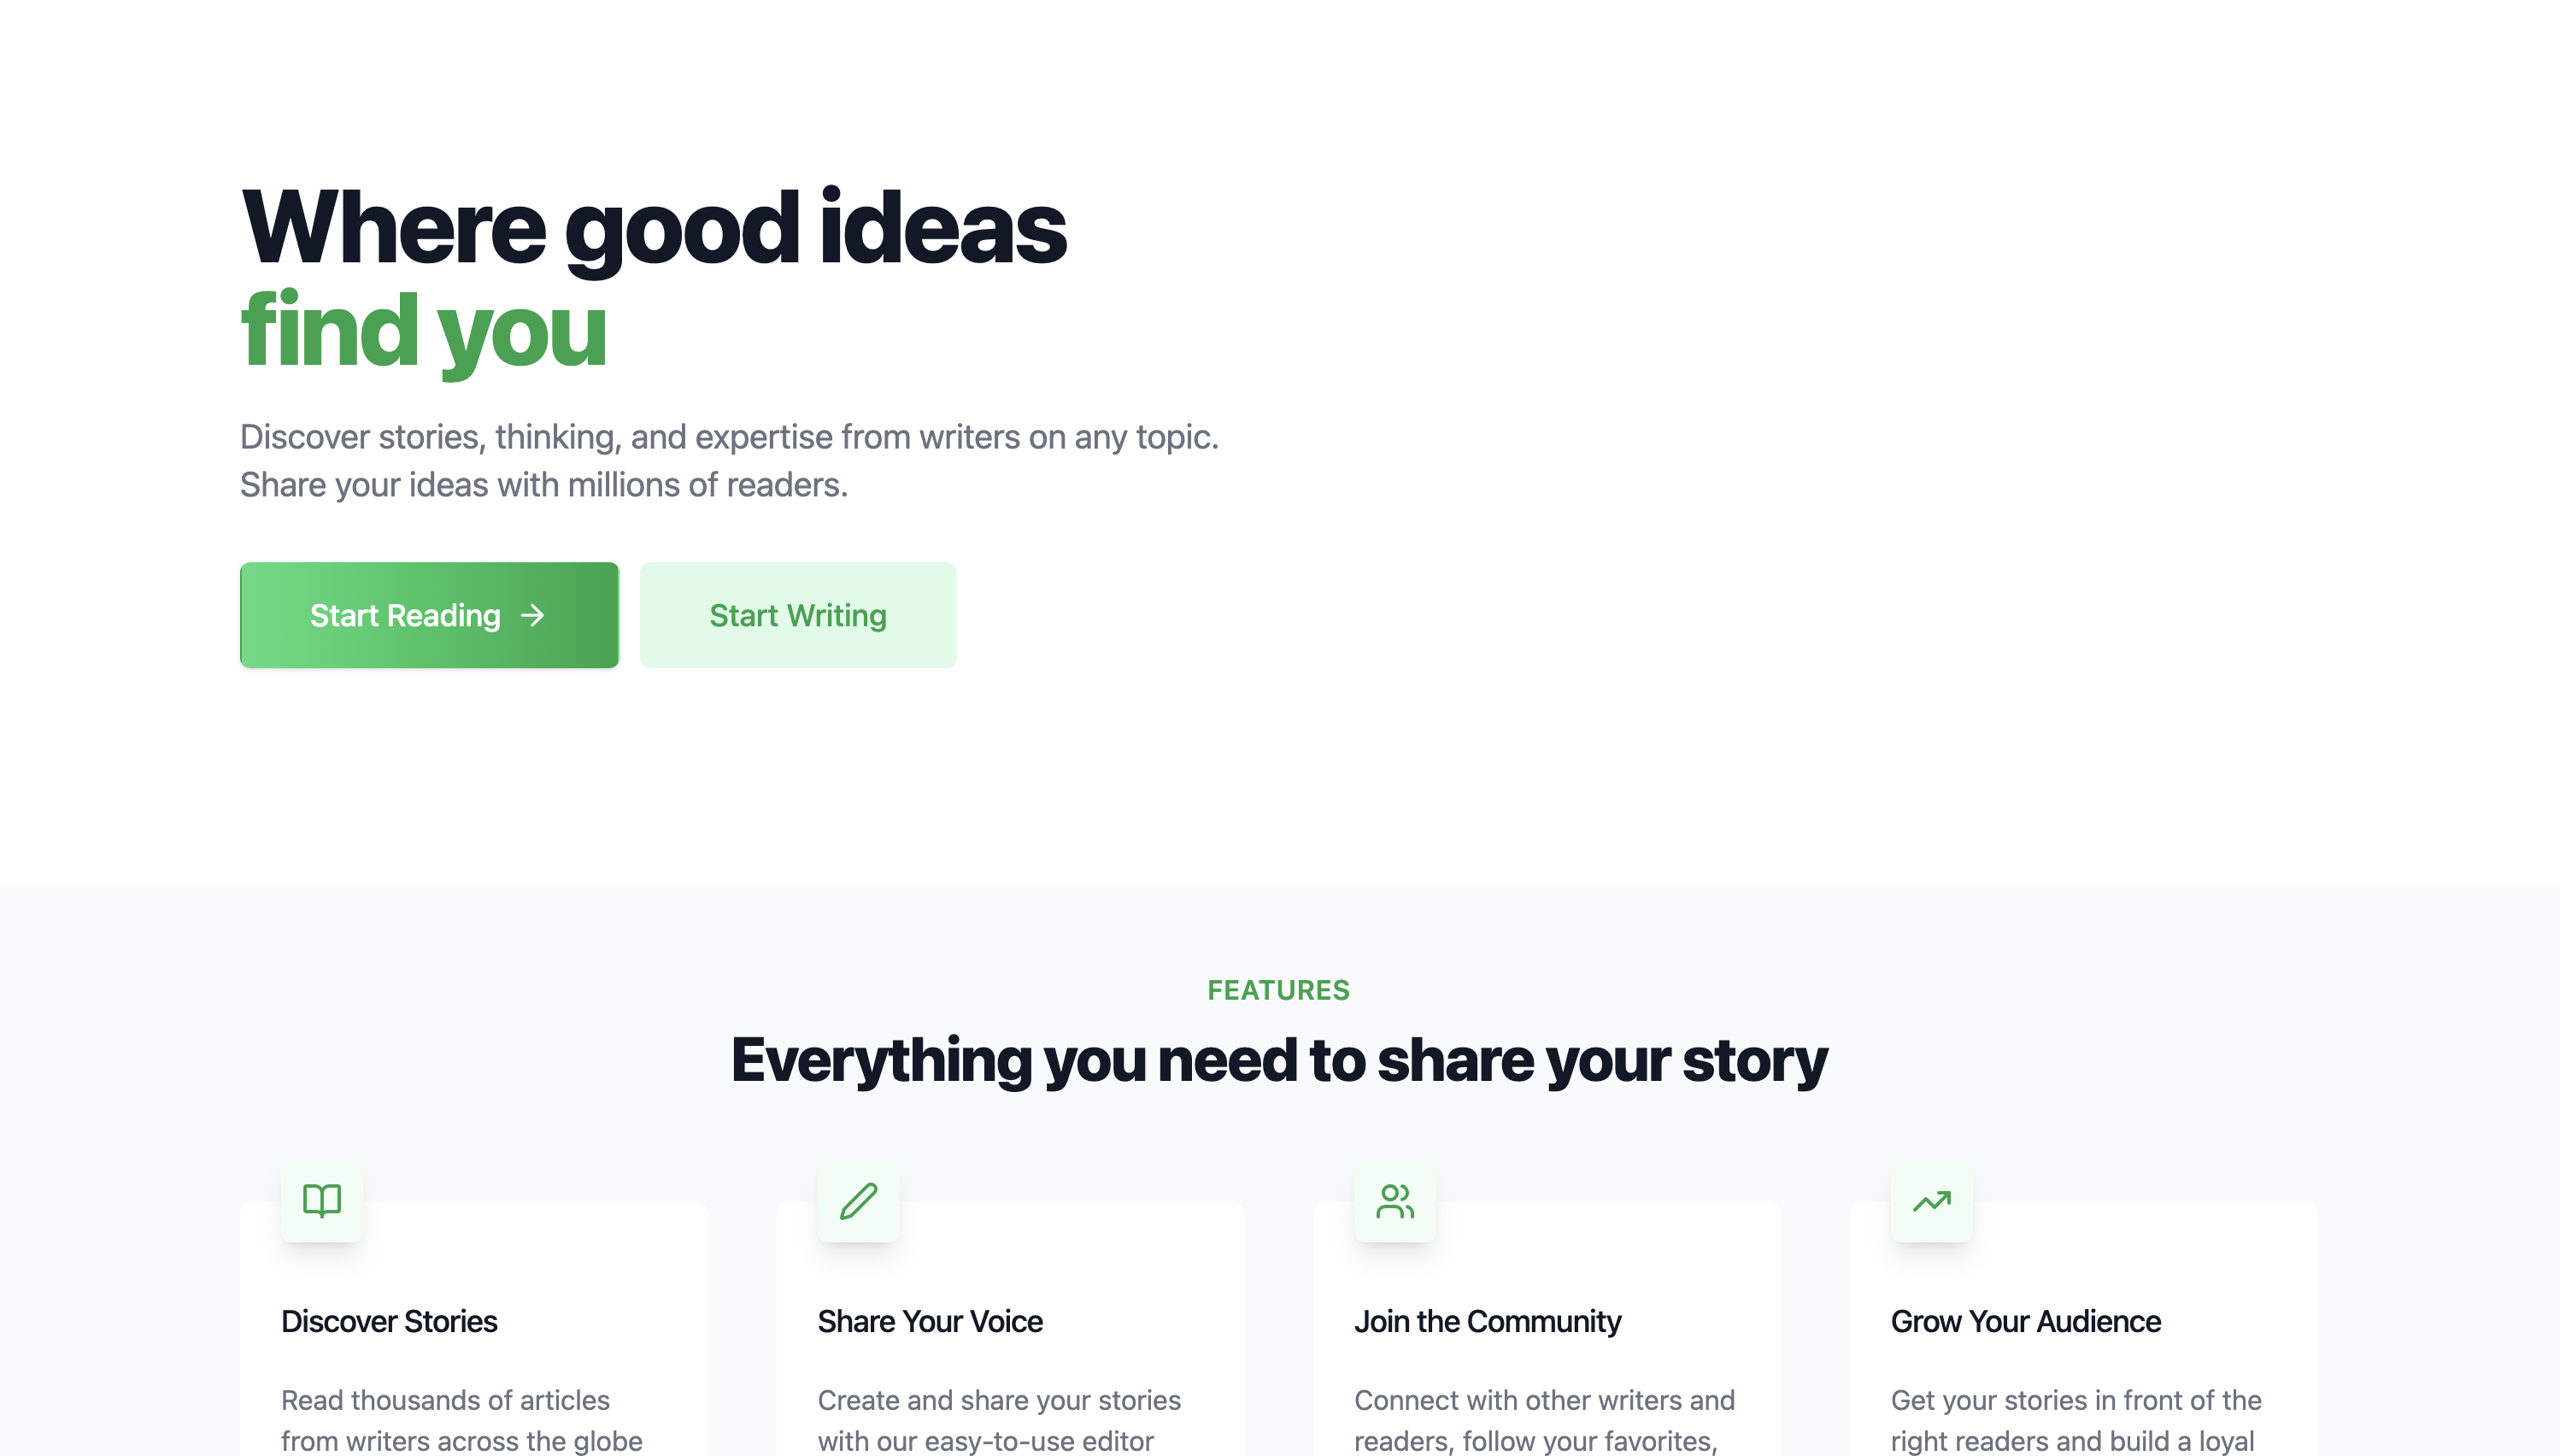 Where good ideas
find you
Discover stories, thinking, and expertise from writers on any topic.
Share your ideas with millions of readers.
Start Reading
Start Writing
FEATURES
Everything you need to share your story
Discover Stories
Read thousands of articles
from writers across the globe
Share Your Voice
Create and share your stories
with our easy-to-use editor
Join the Community
Connect with other writers and
readers, follow your favorites,
Grow Your Audience
Get your stories in front of the
right readers and build a loyal